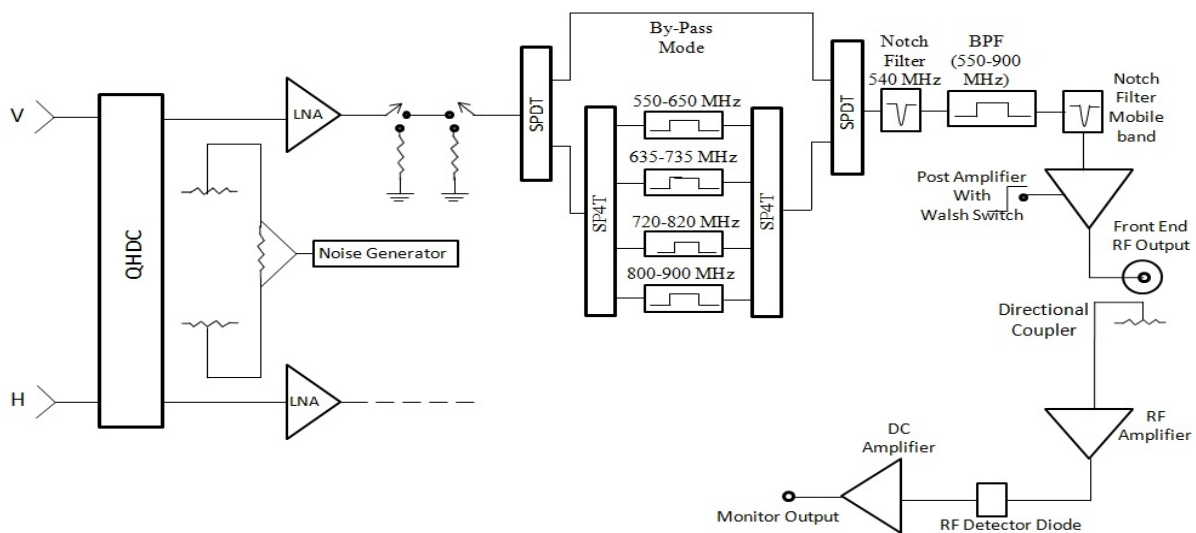 V
H
QHDC
LNA
LNA
Noise Generator
SPDT
By-Pass
Mode
SP4T
550-650 MHz
635-735 MHz
720-820 MHz
800-900 MHz
SP4T
SPDT
Notch
Filter
540 MHz
BPF
(550-900
MHz)
Notch
Filter
Mobile
band
Post Amplifier
With
Walsh Switch
Front End
RF Output
Directional
Coupler
RF
Amplifier
DC
Amplifier
RF Detector Diode
Monitor Output